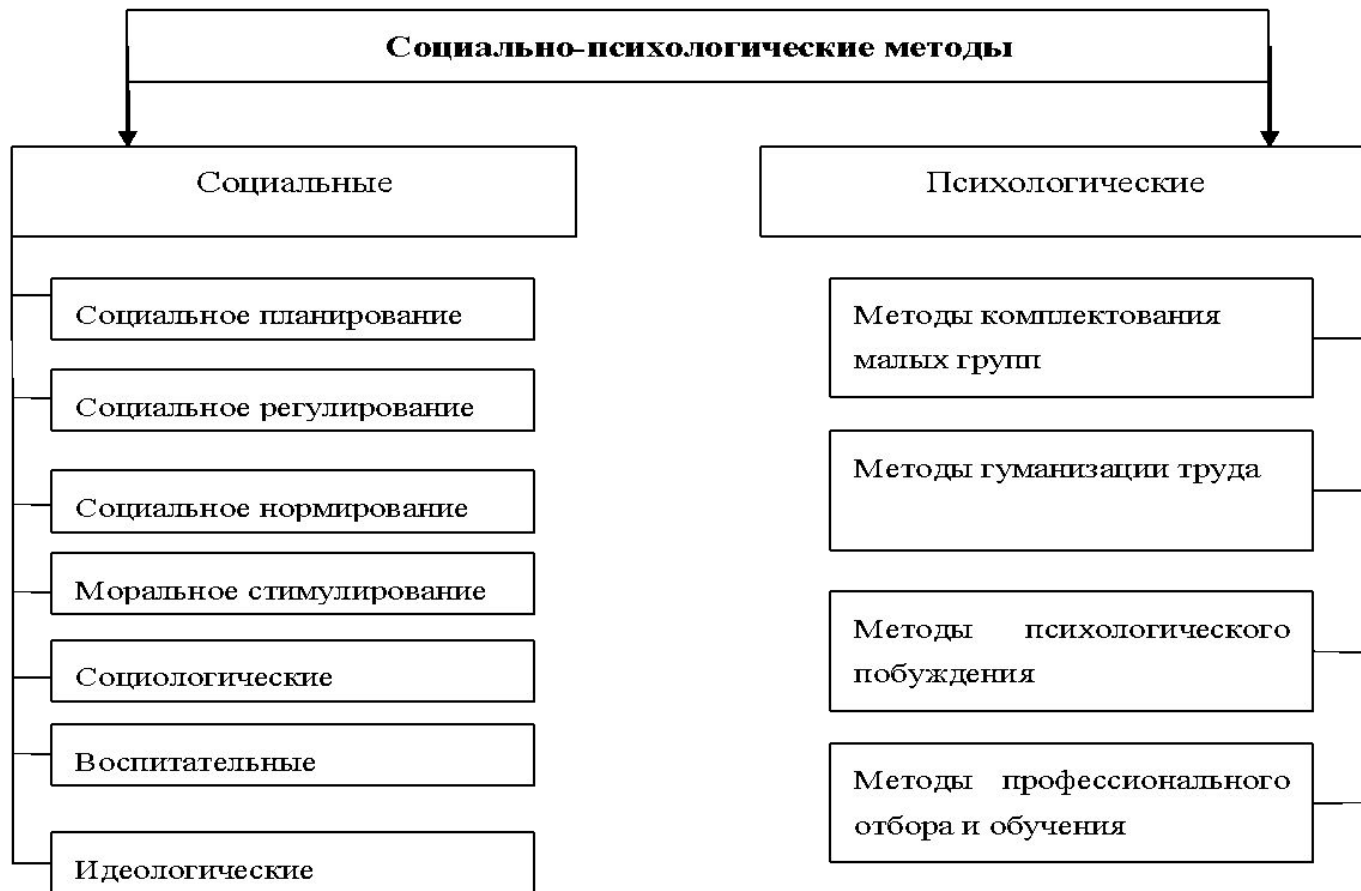 Социально-психологические методы
Социальные
Социальное планирование
Социальное регулирование
Социальное нормирование
Моральное стимулирование
Социологические
Воспитательные
Идеологические
Психологические
Методы комплектования
малых групп
Методы гуманизации труда
Методы психологического
побуждения
Методы профессионального
отбора и обучения